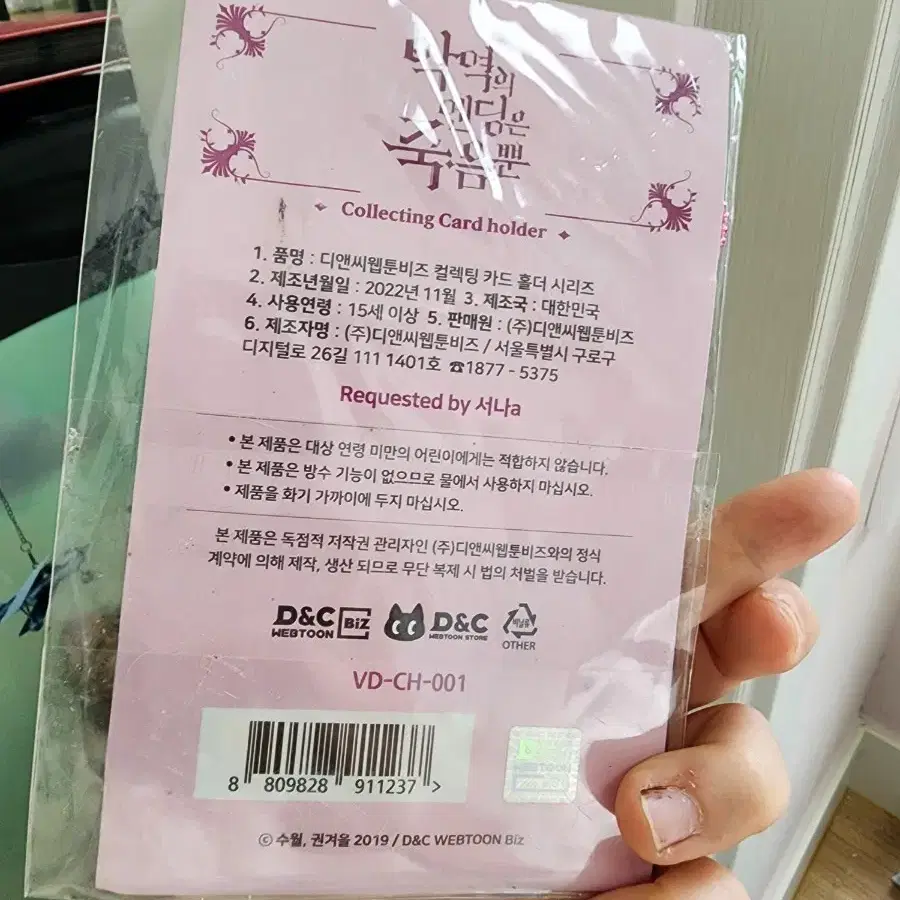 악역의
엔딩은
죽음뿐
Collecting Card holder
1. 품명 : 디앤씨웹툰비즈 컬렉팅 카드 홀더 시리즈
2. 제조년월일 : 2022년 11월 3. 제조국 : 대한민국
4. 사용연령 : 15세 이상 5. 판매원 : (주)디앤씨웹툰비즈
6. 제조자명 : (주)디앤씨웹툰비즈 / 서울특별시 구로구
디지털로 26길 111 1401호 ☎1877-5375
Requested by 서나a
• 본 제품은 대상 연령 미만의 어린이에게는 적합하지 않습니다.
• 본 제품은 방수 기능이 없으므로 물에서 사용하지 마십시오.
• 제품을 화기 가까이에 두지 마십시오.
본 제품은 독점적 저작권 관리자인 (주)디앤씨웹툰비즈와의 정식
계약에 의해 제작, 생산 되므로 무단 복제 시 법의 처벌을 받습니다.
D&C BiZ D&C 비닐류
WEBTOON WEBTOON STORE OTHER
VD-CH-001
8 809828 911237 >
ⓒ 수월, 권겨을 2019 / D&C WEBTOON Biz